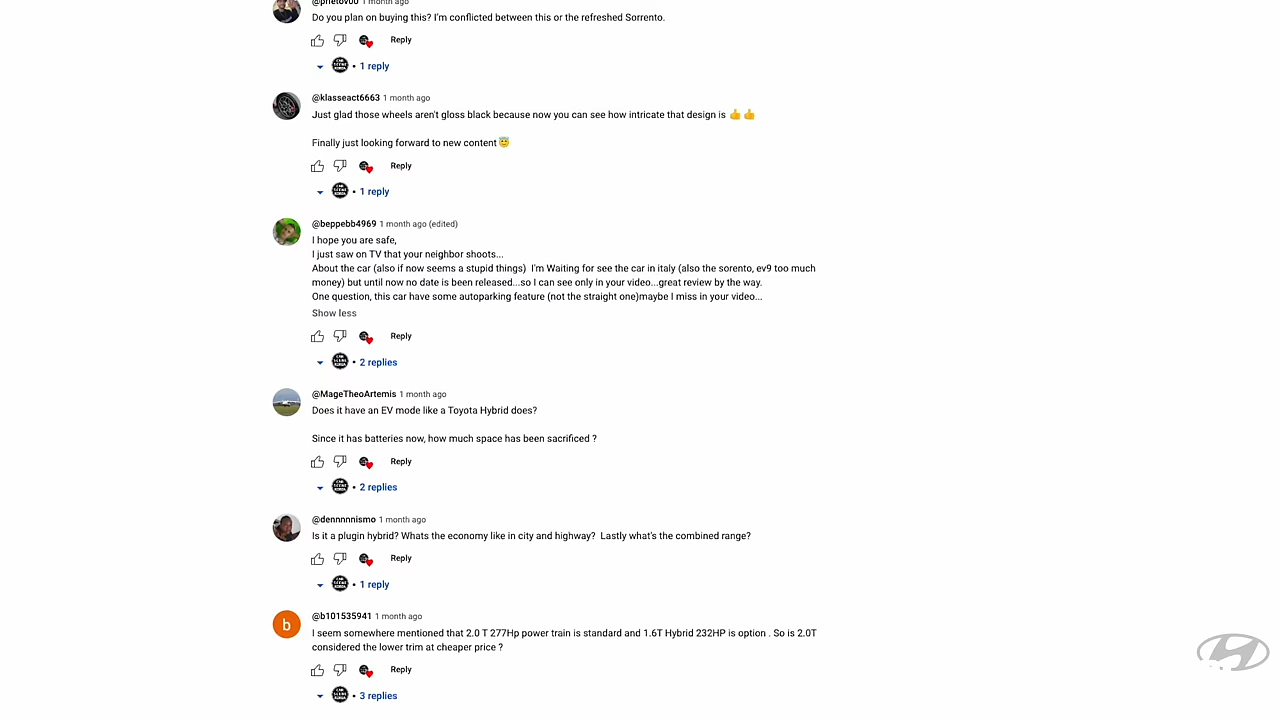 @prietov00 1 month ago
Do you plan on buying this? I'm conflicted between this or the refreshed Sorrento.
Reply
1 reply
@klasseact6663 1 month ago
Just glad those wheels aren't gloss black because now you can see how intricate that design is 👍👍
Finally just looking forward to new content😇
Reply
1 reply
@beppebb4969 1 month ago (edited)
I hope you are safe,
I just saw on TV that your neighbor shoots...
About the car (also if now seems a stupid things)  I'm Waiting for see the car in italy (also the sorento, ev9 too much
money) but until now no date is been released...so I can see only in your video...great review by the way.
One question, this car have some autoparking feature (not the straight one)maybe I miss in your video...
Show less
Reply
2 replies
@MageTheoArtemis 1 month ago
Does it have an EV mode like a Toyota Hybrid does?
Since it has batteries now, how much space has been sacrificed ?
Reply
2 replies
@dennnnnismo 1 month ago
Is it a plugin hybrid? Whats the economy like in city and highway?  Lastly what's the combined range?
Reply
1 reply
b
@b101535941 1 month ago
I seem somewhere mentioned that 2.0 T 277Hp power train is standard and 1.6T Hybrid 232HP is option . So is 2.0T
considered the lower trim at cheaper price ?
Reply
3 replies